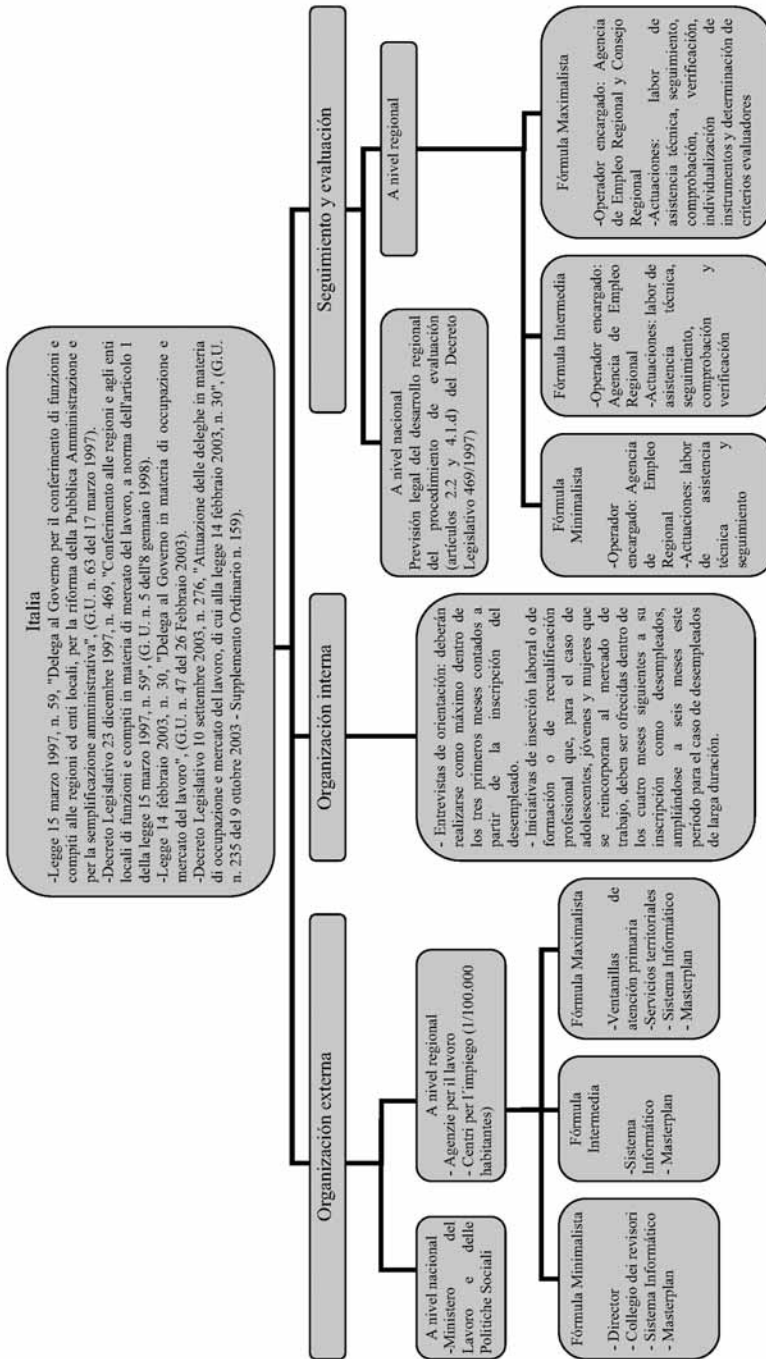 Italia
-Legge 15 marzo 1997, n. 59, "Delega al Governo per il conferimento di funzioni e
compiti alle regioni ed enti locali, per la riforma della Pubblica Amministrazione e
per la semplificazione amministrativa", (G.U. n. 63 del 17 marzo 1997).
-Decreto Legislativo 23 dicembre 1997, n. 469, "Conferimento alle regioni e agli enti
locali di funzioni e compiti in materia di mercato del lavoro, a norma dell'articolo 1
della legge 15 marzo 1997, n. 59", (G. U. n. 5 dell'8 gennaio 1998).
-Legge 14 febbraio 2003, n. 30, "Delega al Governo in materia di occupazione e
mercato del lavoro", (G.U. n. 47 del 26 Febbraio 2003).
-Decreto Legislativo 10 settembre 2003, n. 276, "Attuazione delle deleghe in materia
di occupazione e mercato del lavoro, di cui alla legge 14 febbraio 2003, n. 30", (G.U.
n. 235 del 9 ottobre 2003 - Supplemento Ordinario n. 159).
Organización externa
A nivel nacional
-Ministero del
Lavoro e delle
Politiche Sociali
A nivel regional
- Agenzie per il lavoro
- Centri per l´impiego (1/100.000
habitantes)
Fórmula Minimalista
- Director
- Collegio dei revisori
- Sistema Informático
- Masterplan
Fórmula
Intermedia
-Sistema
Informático
- Masterplan
Fórmula Maximalista
-Ventanillas de
atención primaria
-Servicios territoriales
- Sistema Informático
- Masterplan
Organización interna
- Entrevistas de orientación: deberán
realizarse como máximo dentro de
los tres primeros meses contados a
partir de la inscripción del
desempleado.
- Iniciativas de inserción laboral o de
formación o de recualificación
profesional que, para el caso de
adolescentes, jóvenes y mujeres que
se reincorporan al mercado de
trabajo, deben ser ofrecidas dentro de
los cuatro meses siguientes a su
inscripción como desempleados,
ampliándose a seis meses este
período para el caso de desempleados
de larga duración.
Seguimiento y evaluación
A nivel nacional
Previsión legal del desarrollo regional
del procedimiento de evaluación
(artículos 2.2 y 4.1.d) del Decreto
Legislativo 469/1997)
A nivel regional
Fórmula
Minimalista
-Operador
encargado: Agencia
de Empleo
Regional
-Actuaciones: labor
de asistencia
técnica y
seguimiento
Fórmula Intermedia
-Operador encargado:
Agencia de Empleo
Regional
-Actuaciones: labor de
asistencia técnica,
seguimiento,
comprobación y
verificación
Fórmula Maximalista
-Operador encargado: Agencia
de Empleo Regional y Consejo
Regional
-Actuaciones: labor de
asistencia técnica, seguimiento,
comprobación, verificación,
individualización de
instrumentos y determinación de
criterios evaluadores